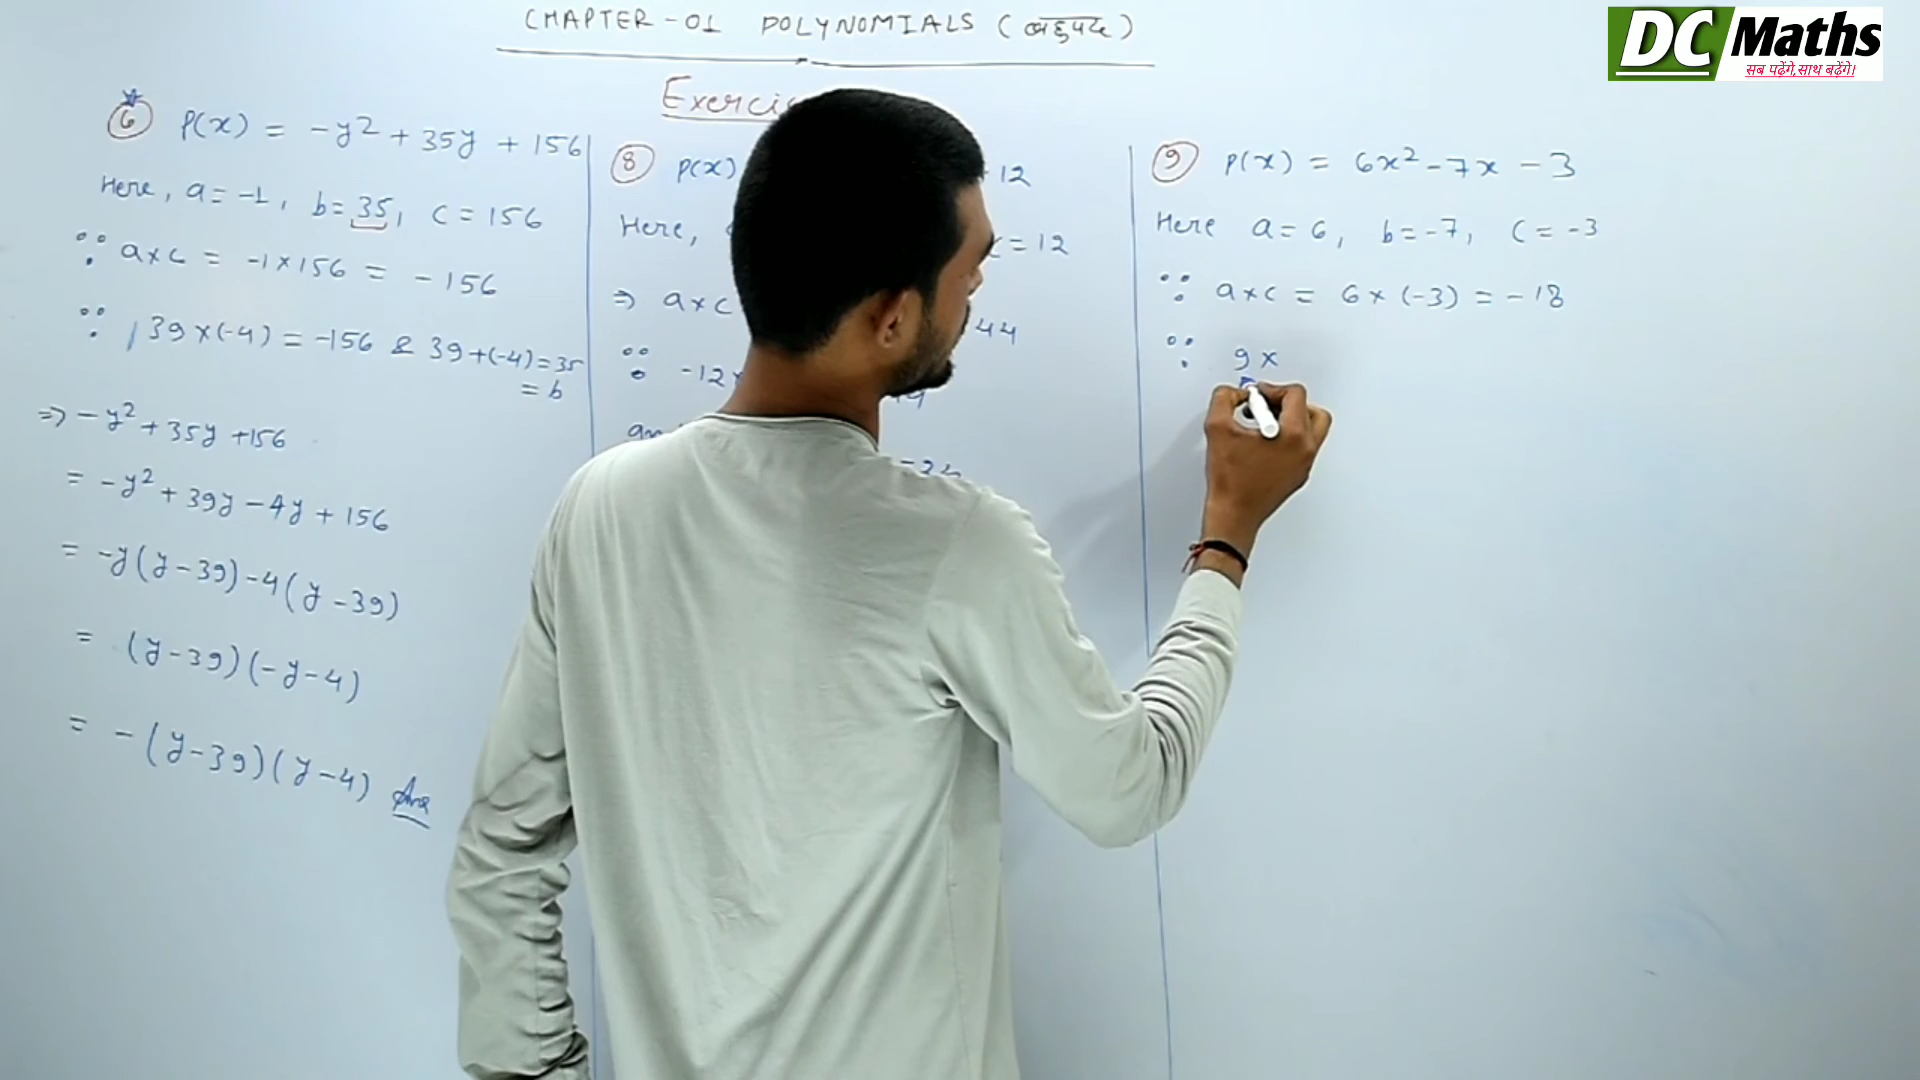 CHAPTER-01 POLYNOMIALS (बहुपद)
DC Maths
सब पढ़ेंगे, साथ बढ़ेंगे।
6 P(x) = -y² + 35y + 156
Here, a = -1, b = 35, c = 156
∵ a×c = -1×156 = -156
∵ 39×(-4) = -156 & 39+(-4)=35
= b
⇒ -y² + 35y + 156
= -y² + 39y - 4y + 156
= -y(y-39)-4(y-39)
= (y-39)(-y-4)
= -(y-39)(y-4) Ans
8 P(x) 12
Here, c = 12
⇒ a×c 44
∵ -12
9 P(x) = 6x² - 7x - 3
Here a = 6, b = -7, c = -3
∵ a×c = 6×(-3) = -18
∵ 9×